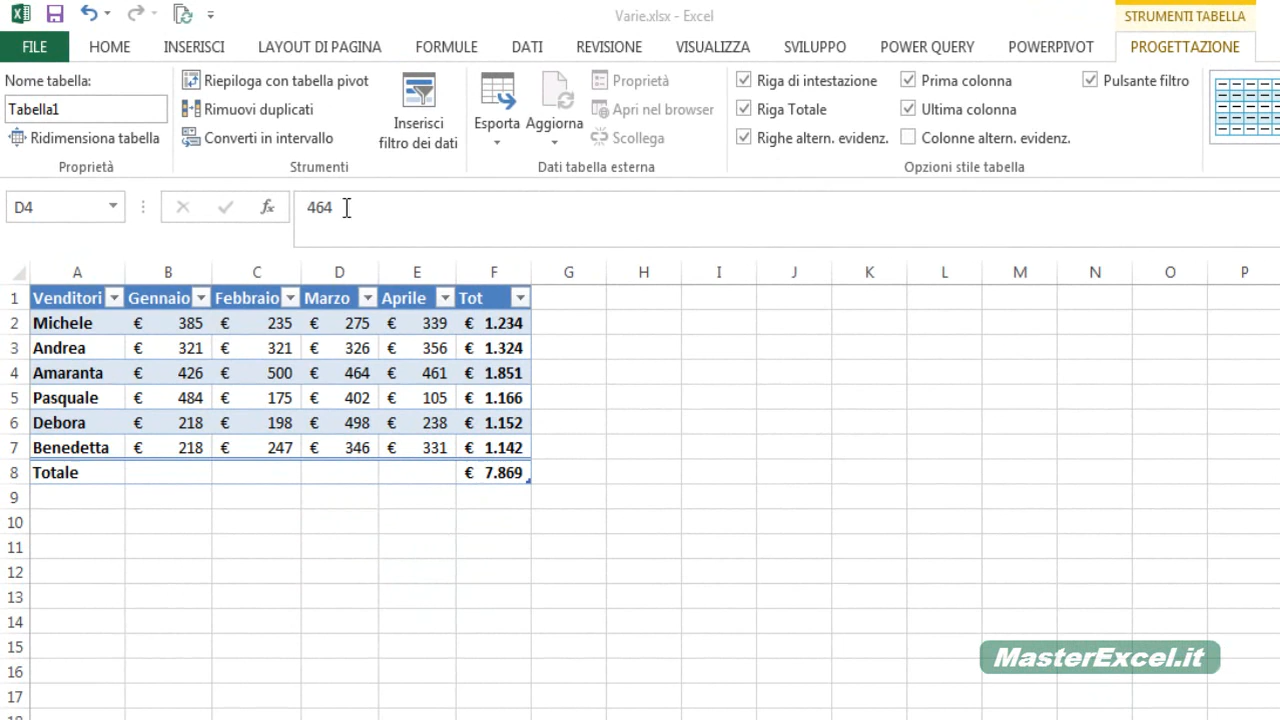 Varie.xlsx - Excel
STRUMENTI TABELLA
FILE HOME INSERISCI LAYOUT DI PAGINA FORMULE DATI REVISIONE VISUALIZZA SVILUPPO POWER QUERY POWERPIVOT PROGETTAZIONE
Nome tabella:
Tabella1
Ridimensiona tabella
Proprietà
Riepiloga con tabella pivot
Rimuovi duplicati
Converti in intervallo
Inserisci
filtro dei dati
Strumenti
Esporta
Aggiorna
Proprietà
Apri nel browser
Scollega
Dati tabella esterna
Riga di intestazione
Riga Totale
Righe altern. evidenz.
Prima colonna
Ultima colonna
Colonne altern. evidenz.
Pulsante filtro
Opzioni stile tabella
D4 fx 464
A B C D E F G H I J K L M N O P
1 Venditori Gennaio Febbraio Marzo Aprile Tot
2 Michele € 385 € 235 € 275 € 339 € 1.234
3 Andrea € 321 € 321 € 326 € 356 € 1.324
4 Amaranta € 426 € 500 € 464 € 461 € 1.851
5 Pasquale € 484 € 175 € 402 € 105 € 1.166
6 Debora € 218 € 198 € 498 € 238 € 1.152
7 Benedetta € 218 € 247 € 346 € 331 € 1.142
8 Totale € 7.869
9
10
11
12
13
14
15
16
17
18
MasterExcel.it